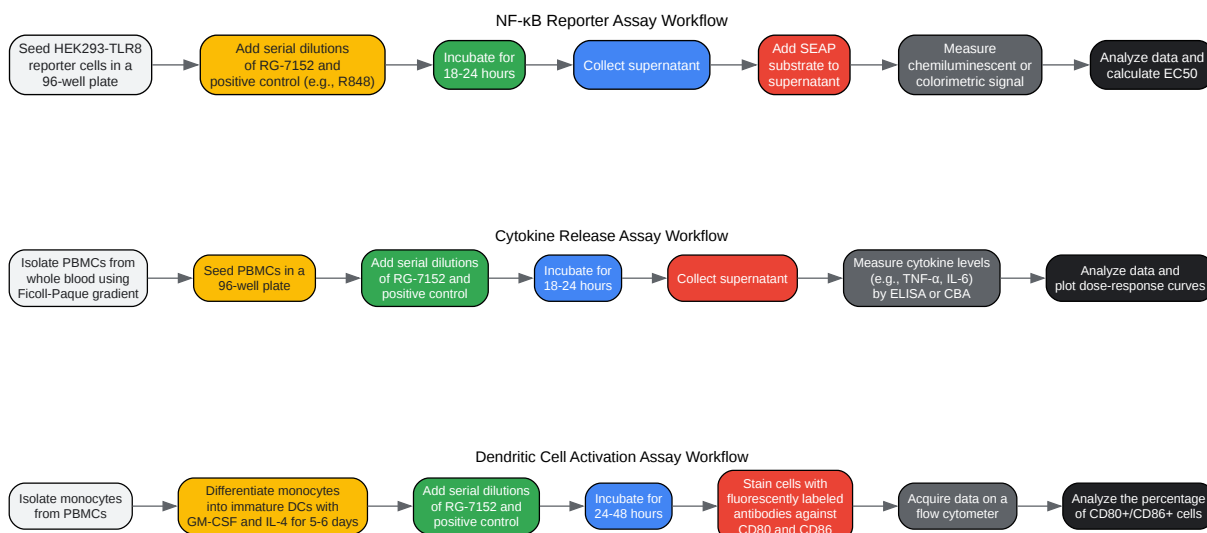 NF-κB Reporter Assay Workflow
Seed HEK293-TLR8
reporter cells in a
96-well plate
Add serial dilutions
of RG-7152 and
positive control (e.g., R848)
Incubate for
18-24 hours
Collect supernatant
Add SEAP
substrate to
supernatant
Measure
chemiluminescent or
colorimetric signal
Analyze data and
calculate EC50
Cytokine Release Assay Workflow
Isolate PBMCs from
whole blood using
Ficoll-Paque gradient
Seed PBMCs in a
96-well plate
Add serial dilutions
of RG-7152 and
positive control
Incubate for
18-24 hours
Collect supernatant
Measure cytokine levels
(e.g., TNF-α, IL-6)
by ELISA or CBA
Analyze data and
plot dose-response curves
Dendritic Cell Activation Assay Workflow
Isolate monocytes
from PBMCs
Differentiate monocytes
into immature DCs with
GM-CSF and IL-4 for 5-6 days
Add serial dilutions
of RG-7152 and
positive control
Incubate for
24-48 hours
Stain cells with
fluorescently labeled
antibodies against
CD80 and CD86
Acquire data on a
flow cytometer
Analyze the percentage
of CD80+/CD86+ cells